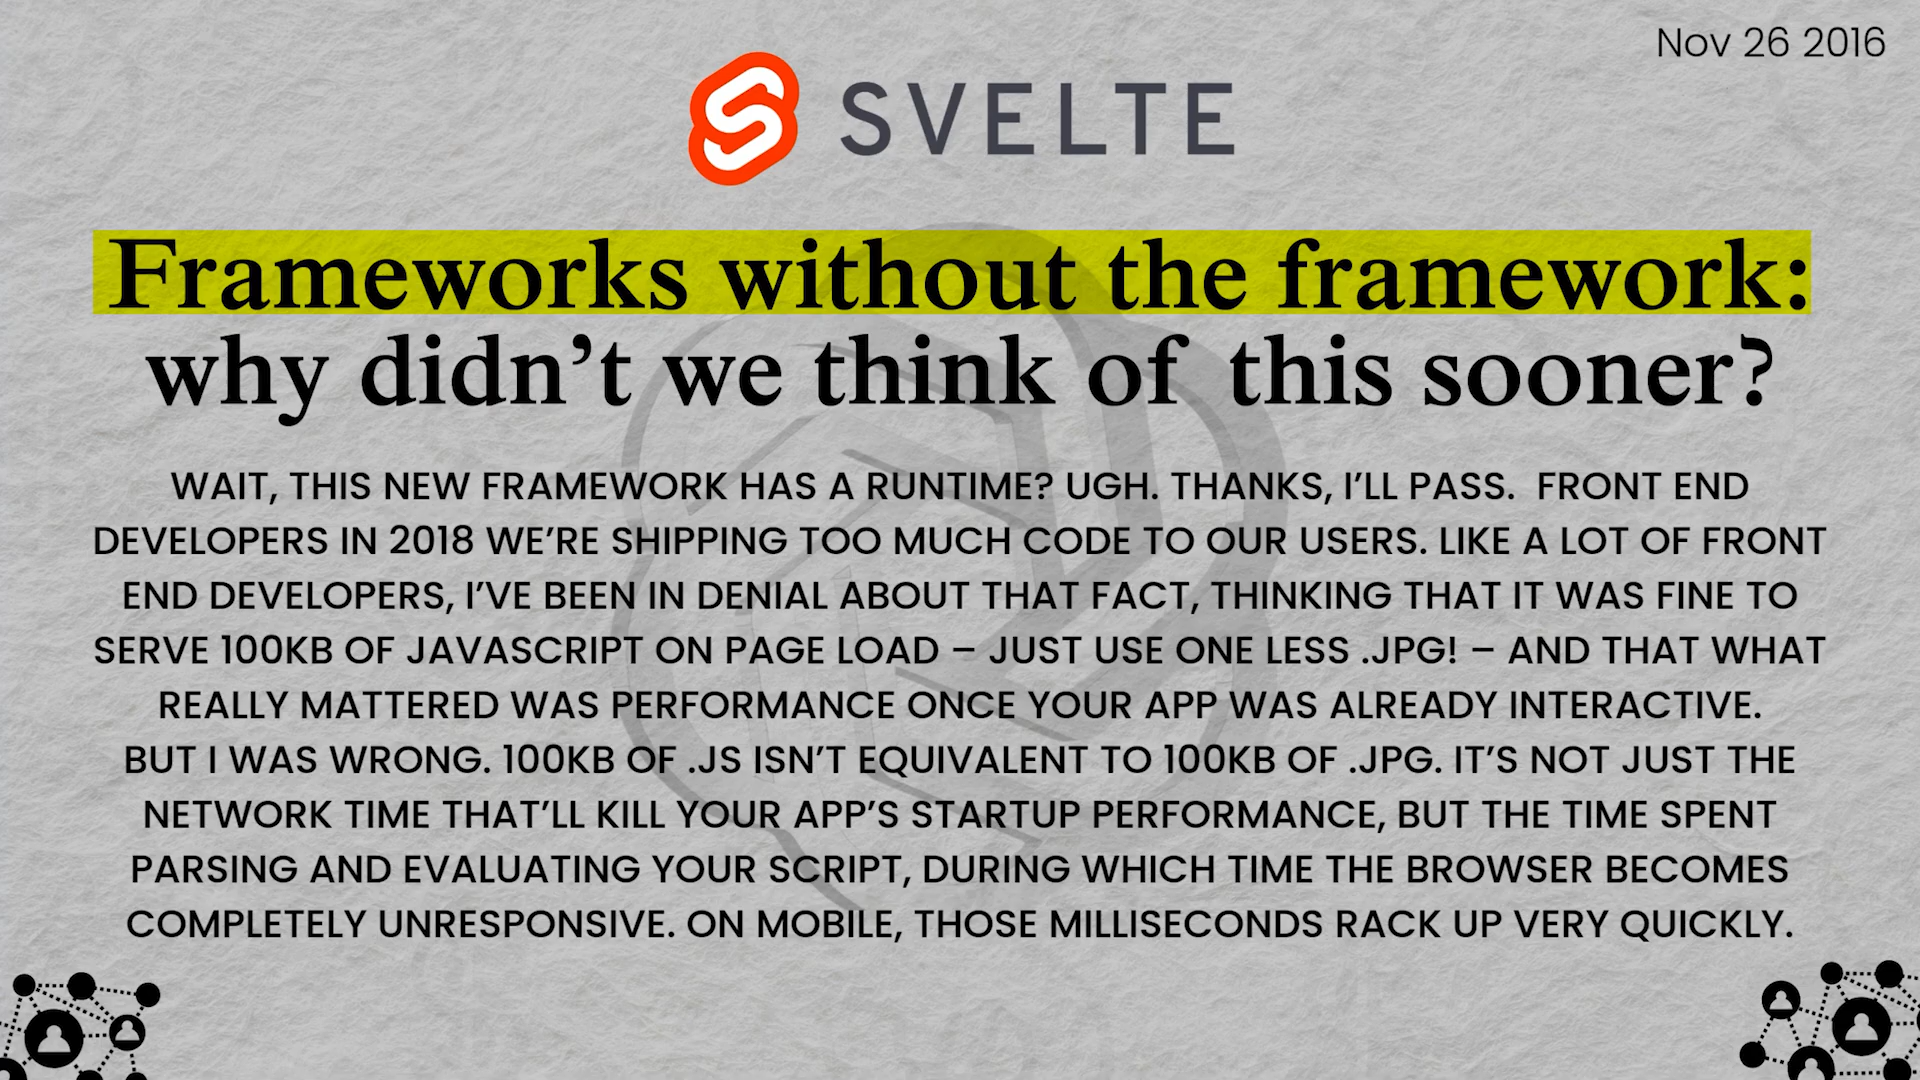 Nov 26 2016
SVELTE
Frameworks without the framework:
why didn’t we think of this sooner?
WAIT, THIS NEW FRAMEWORK HAS A RUNTIME? UGH. THANKS, I’LL PASS. FRONT END
DEVELOPERS IN 2018 WE’RE SHIPPING TOO MUCH CODE TO OUR USERS. LIKE A LOT OF FRONT
END DEVELOPERS, I’VE BEEN IN DENIAL ABOUT THAT FACT, THINKING THAT IT WAS FINE TO
SERVE 100KB OF JAVASCRIPT ON PAGE LOAD – JUST USE ONE LESS .JPG! – AND THAT WHAT
REALLY MATTERED WAS PERFORMANCE ONCE YOUR APP WAS ALREADY INTERACTIVE.
BUT I WAS WRONG. 100KB OF .JS ISN’T EQUIVALENT TO 100KB OF .JPG. IT’S NOT JUST THE
NETWORK TIME THAT’LL KILL YOUR APP’S STARTUP PERFORMANCE, BUT THE TIME SPENT
PARSING AND EVALUATING YOUR SCRIPT, DURING WHICH TIME THE BROWSER BECOMES
COMPLETELY UNRESPONSIVE. ON MOBILE, THOSE MILLISECONDS RACK UP VERY QUICKLY.